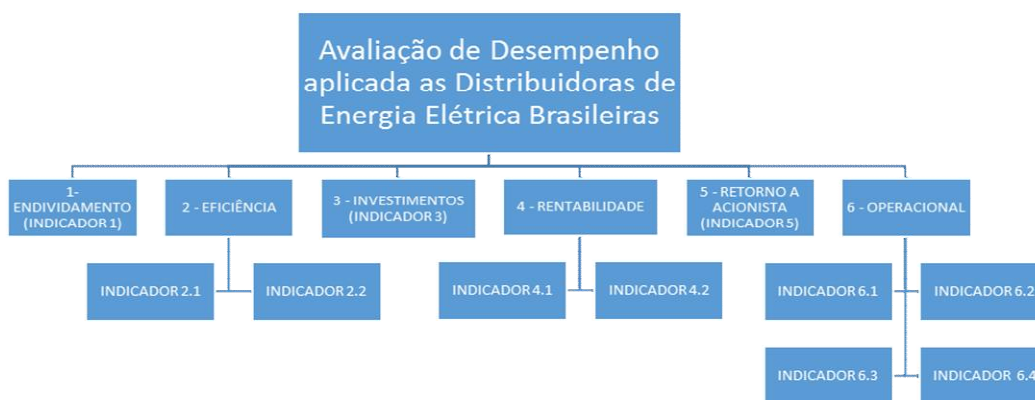 Avaliação de Desempenho
aplicada as Distribuidoras de
Energia Elétrica Brasileiras
1-
ENDIVIDAMENTO
(INDICADOR 1)
2 - EFICIÊNCIA
3 - INVESTIMENTOS
(INDICADOR 3)
4 - RENTABILIDADE
5 - RETORNO A
ACIONISTA
(INDICADOR 5)
6 - OPERACIONAL
INDICADOR 2.1
INDICADOR 2.2
INDICADOR 4.1
INDICADOR 4.2
INDICADOR 6.1
INDICADOR 6.2
INDICADOR 6.3
INDICADOR 6.4